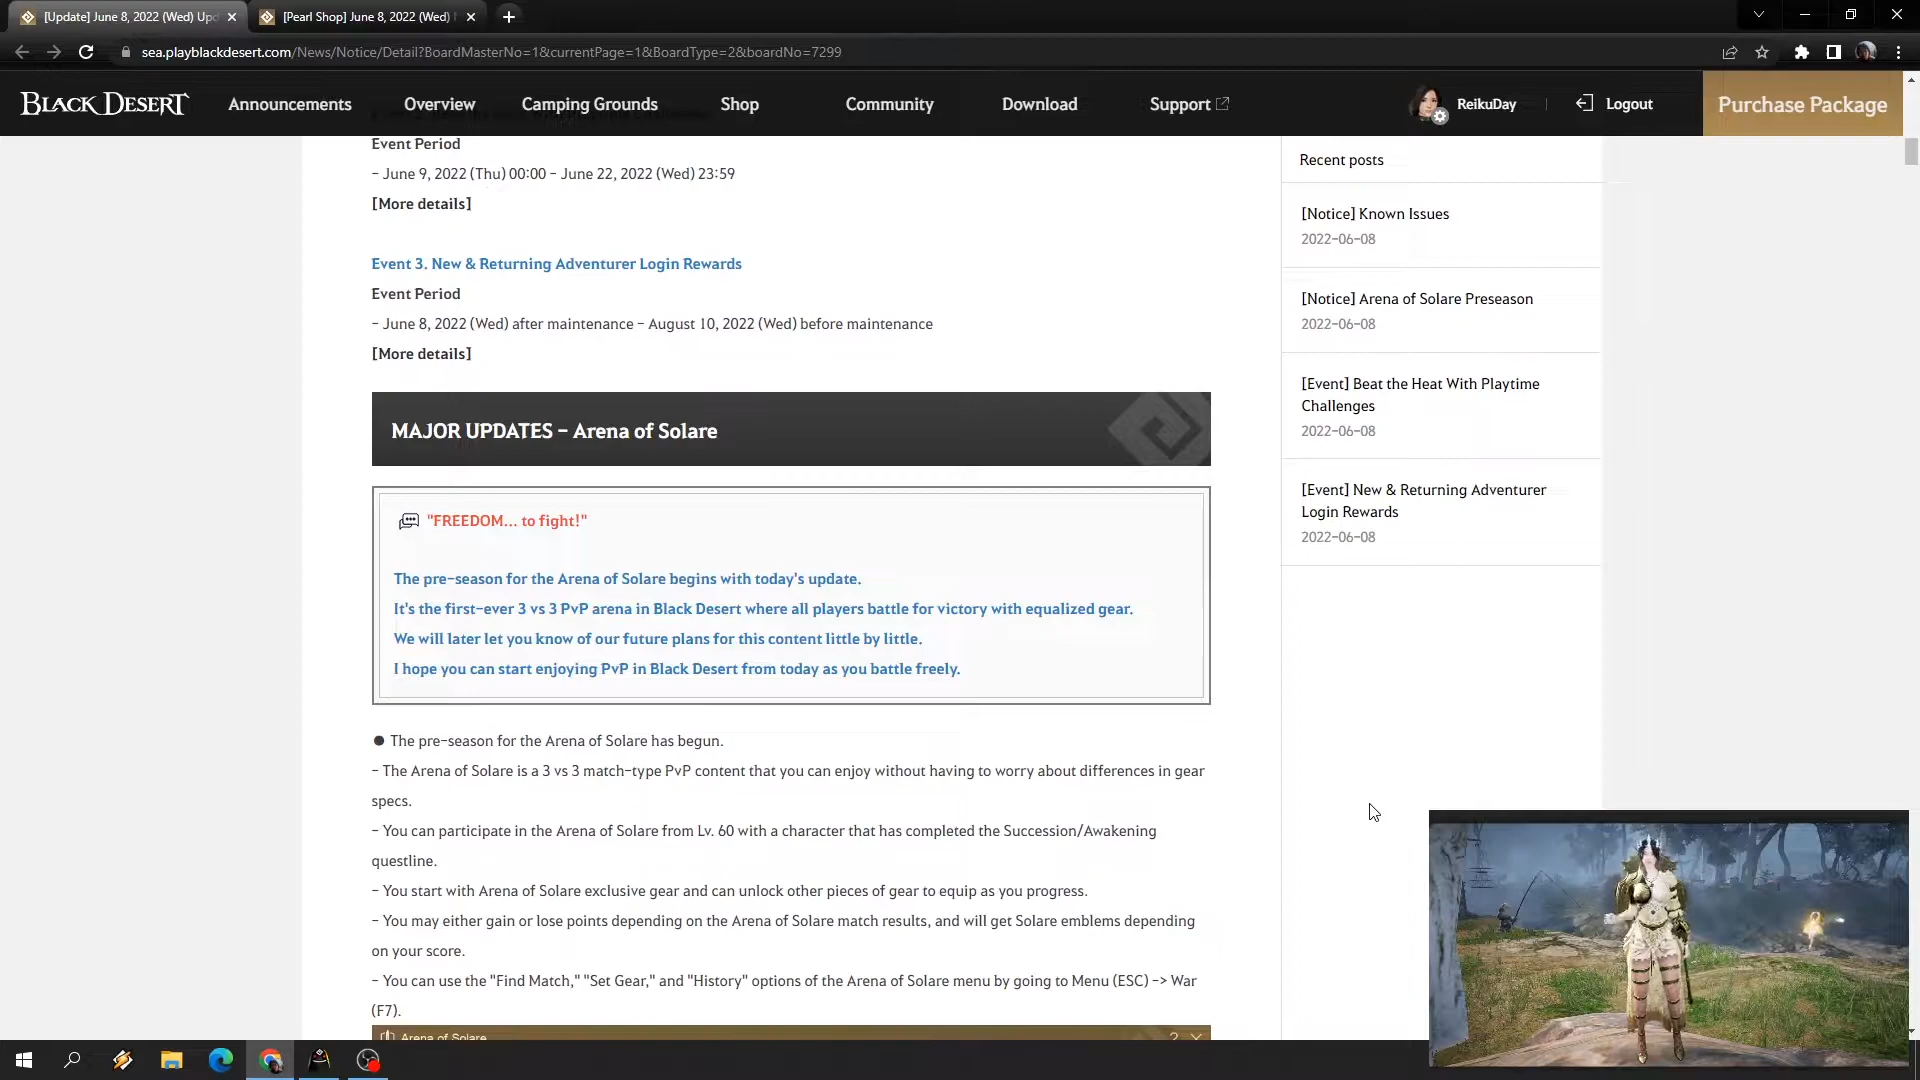 [Update] June 8, 2022 (Wed) Upd
[Pearl Shop] June 8, 2022 (Wed)
sea.playblackdesert.com/News/Notice/Detail?BoardMasterNo=1&currentPage=1&BoardType=2&boardNo=7299
BLACK DESERT
Announcements
Overview
Camping Grounds
Shop
Community
Download
Support
ReikuDay
Logout
Purchase Package
Event Period
- June 9, 2022 (Thu) 00:00 - June 22, 2022 (Wed) 23:59
[More details]
Event 3. New & Returning Adventurer Login Rewards
Event Period
- June 8, 2022 (Wed) after maintenance - August 10, 2022 (Wed) before maintenance
[More details]
MAJOR UPDATES - Arena of Solare
"FREEDOM... to fight!"
The pre-season for the Arena of Solare begins with today's update.
It's the first-ever 3 vs 3 PvP arena in Black Desert where all players battle for victory with equalized gear.
We will later let you know of our future plans for this content little by little.
I hope you can start enjoying PvP in Black Desert from today as you battle freely.
● The pre-season for the Arena of Solare has begun.
- The Arena of Solare is a 3 vs 3 match-type PvP content that you can enjoy without having to worry about differences in gear
specs.
- You can participate in the Arena of Solare from Lv. 60 with a character that has completed the Succession/Awakening
questline.
- You start with Arena of Solare exclusive gear and can unlock other pieces of gear to equip as you progress.
- You may either gain or lose points depending on the Arena of Solare match results, and will get Solare emblems depending
on your score.
- You can use the "Find Match," "Set Gear," and "History" options of the Arena of Solare menu by going to Menu (ESC) -> War
(F7).
Arena of Solare
Recent posts
[Notice] Known Issues
2022-06-08
[Notice] Arena of Solare Preseason
2022-06-08
[Event] Beat the Heat With Playtime
Challenges
2022-06-08
[Event] New & Returning Adventurer
Login Rewards
2022-06-08